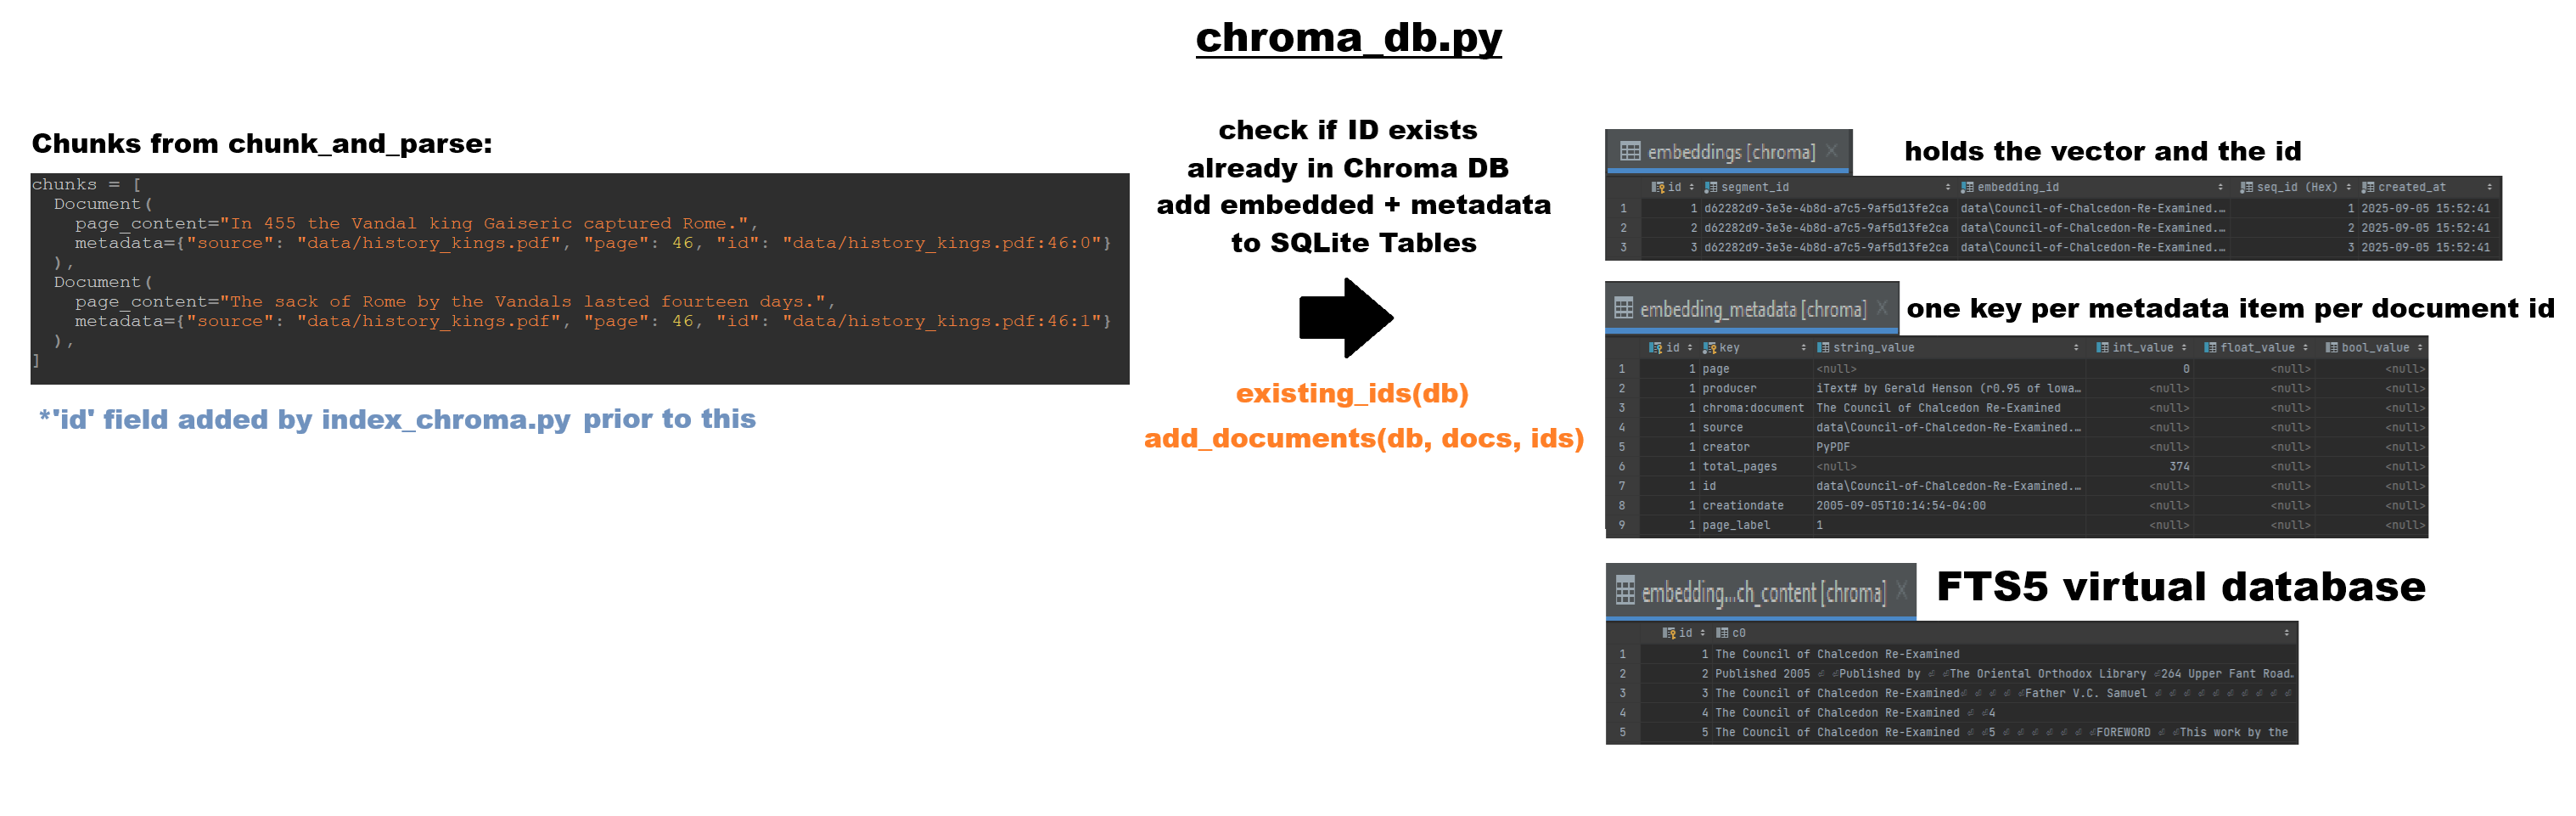 chroma_db.py
Chunks from chunk_and_parse:
chunks = [
Document(
page_content="In 455 the Vandal king Gaiseric captured Rome.",
metadata={"source": "data/history_kings.pdf", "page": 46, "id": "data/history_kings.pdf:46:0"}
),
Document(
page_content="The sack of Rome by the Vandals lasted fourteen days.",
metadata={"source": "data/history_kings.pdf", "page": 46, "id": "data/history_kings.pdf:46:1"}
),
]
*'id' field added by index_chroma.py prior to this
check if ID exists
already in Chroma DB
add embedded + metadata
to SQLite Tables
existing_ids(db)
add_documents(db, docs, ids)
embeddings [chroma]
holds the vector and the id
id segment_id embedding_id seq_id (Hex) created_at
1 1 d62282d9-3e3e-4b8d-a7c5-9af5d13fe2ca data\Council-of-Chalcedon-Re-Examined.… 1 2025-09-05 15:52:41
2 2 d62282d9-3e3e-4b8d-a7c5-9af5d13fe2ca data\Council-of-Chalcedon-Re-Examined.… 2 2025-09-05 15:52:41
3 3 d62282d9-3e3e-4b8d-a7c5-9af5d13fe2ca data\Council-of-Chalcedon-Re-Examined.… 3 2025-09-05 15:52:41
embedding_metadata [chroma]
one key per metadata item per document id
id key string_value int_value float_value bool_value
1 1 page <null> 0 <null> <null>
2 1 producer iText# by Gerald Henson (r0.95 of lowa… <null> <null> <null>
3 1 chroma:document The Council of Chalcedon Re-Examined <null> <null> <null>
4 1 source data\Council-of-Chalcedon-Re-Examined.… <null> <null> <null>
5 1 creator PyPDF <null> <null> <null>
6 1 total_pages <null> 374 <null> <null>
7 1 id data\Council-of-Chalcedon-Re-Examined.… <null> <null> <null>
8 1 creationdate 2005-09-05T10:14:54-04:00 <null> <null> <null>
9 1 page_label 1 <null> <null> <null>
embedding...ch_content [chroma]
FTS5 virtual database
id c0
1 1 The Council of Chalcedon Re-Examined
2 2 Published 2005 ⏎ ⏎Published by ⏎ ⏎The Oriental Orthodox Library ⏎264 Upper Fant Road…
3 3 The Council of Chalcedon Re-Examined⏎ ⏎ ⏎ ⏎ ⏎Father V.C. Samuel ⏎ ⏎ ⏎ ⏎ ⏎ ⏎ ⏎ ⏎ ⏎ ⏎
4 4 The Council of Chalcedon Re-Examined ⏎ ⏎4
5 5 The Council of Chalcedon Re-Examined ⏎ ⏎5 ⏎ ⏎ ⏎ ⏎ ⏎ ⏎ ⏎FOREWORD ⏎ ⏎This work by the